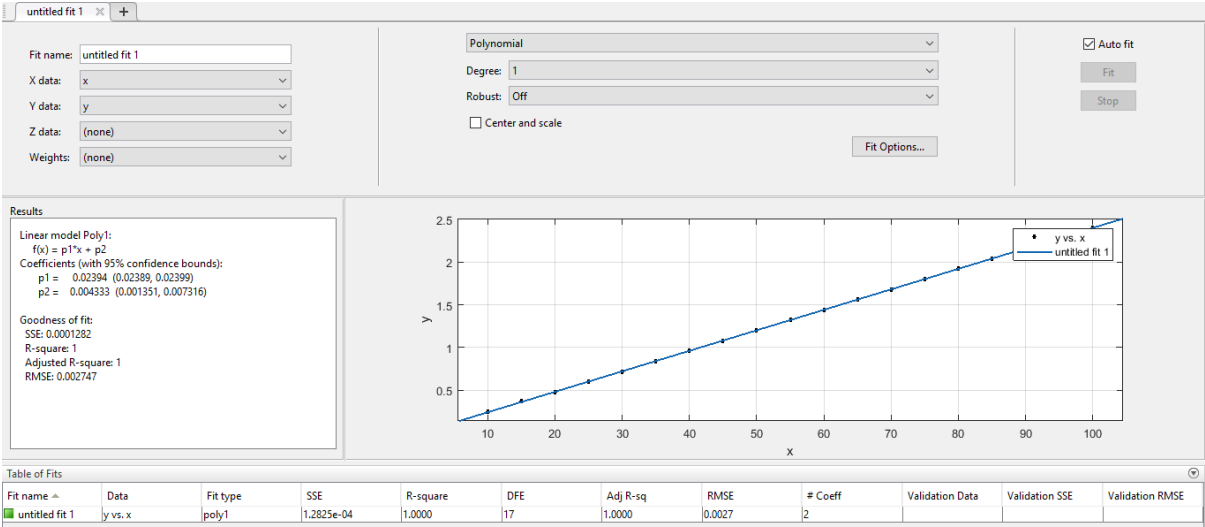 untitled fit 1
Fit name: untitled fit 1
X data: x
Y data: y
Z data: (none)
Weights: (none)
Polynomial
Degree: 1
Robust: Off
Center and scale
Fit Options...
Auto fit
Fit
Stop
Results
Linear model Poly1:
f(x) = p1*x + p2
Coefficients (with 95% confidence bounds):
p1 = 0.02394 (0.02389, 0.02399)
p2 = 0.004333 (0.001351, 0.007316)
Goodness of fit:
SSE: 0.0001282
R-square: 1
Adjusted R-square: 1
RMSE: 0.002747
2.5
2
1.5
1
0.5
y
10 20 30 40 50 60 70 80 90 100
x
y vs. x
untitled fit 1
Table of Fits
Fit name Data Fit type SSE R-square DFE Adj R-sq RMSE # Coeff Validation Data Validation SSE Validation RMSE
untitled fit 1 y vs. x poly1 1.2825e-04 1.0000 17 1.0000 0.0027 2